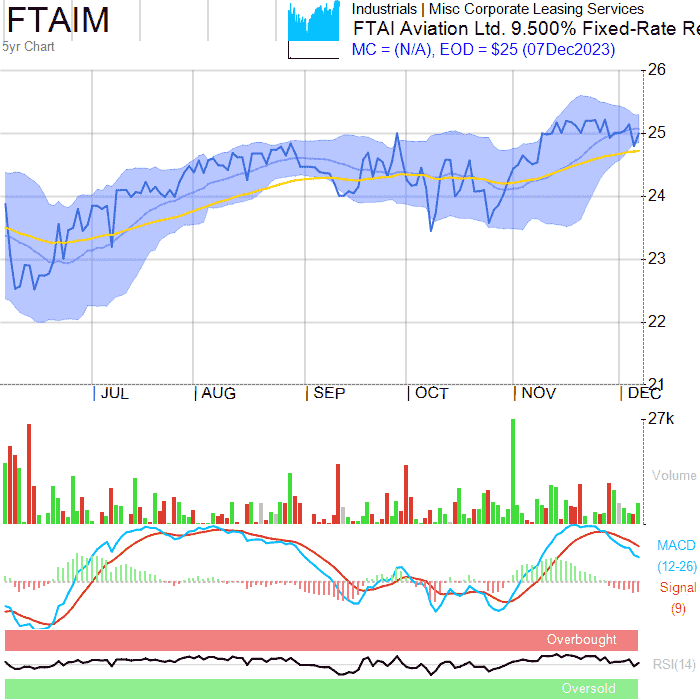 FTAIM
5yr Chart
Industrials | Misc Corporate Leasing Services
FTAI Aviation Ltd. 9.500% Fixed-Rate Re
MC = (N/A), EOD = $25 (07Dec2023)
26
25
24
23
22
21
JUL AUG SEP OCT NOV DEC
27k
Volume
MACD
(12-26)
Signal
(9)
Overbought
RSI(14)
Oversold